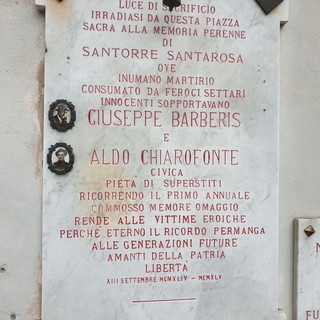 LUCE DI SACRIFICIO
IRRADIASI DA QUESTA PIAZZA
SACRA ALLA MEMORIA PERENNE
DI
SANTORRE SANTAROSA
OVE
INUMANO MARTIRIO
CONSUMATO DA FEROCI SETTARI
INNOCENTI SOPPORTAVANO
GIUSEPPE BARBERIS
E
ALDO CHIAROFONTE
CIVICA
PIETÀ DI SUPERSTITI
RICORRENDO IL PRIMO ANNUALE
COMMOSSO MEMORE OMAGGIO
RENDE ALLE VITTIME EROICHE
PERCHÈ ETERNO IL RICORDO PERMANGA
ALLE GENERAZIONI FUTURE
AMANTI DELLA PATRIA
LIBERTÀ
XIII SETTEMBRE MCMXLIV - MCMXLV